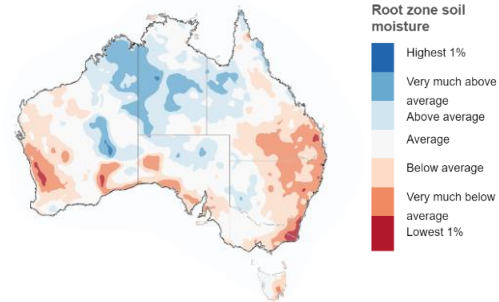 Root zone soil
moisture
Highest 1%
Very much above
average
Above average
Average
Below average
Very much below
average
Lowest 1%